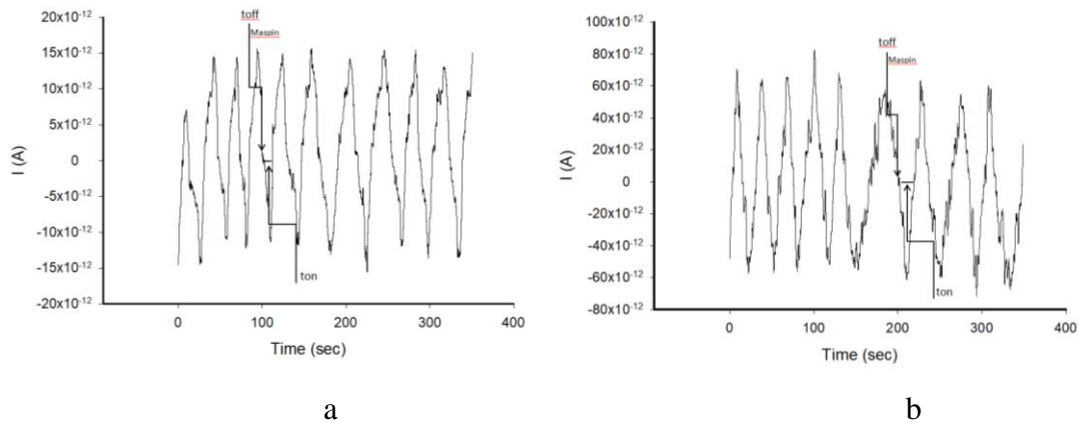 toff
Maspin
20x10-12
15x10-12
10x10-12
5x10-12
0
-5x10-12
-10x10-12
-15x10-12
-20x10-12
I (A)
ton
0 100 200 300 400
Time (sec)
a
toff
Maspin
100x10-12
80x10-12
60x10-12
40x10-12
20x10-12
0
-20x10-12
-40x10-12
-60x10-12
-80x10-12
I (A)
ton
0 100 200 300 400
Time (sec)
b